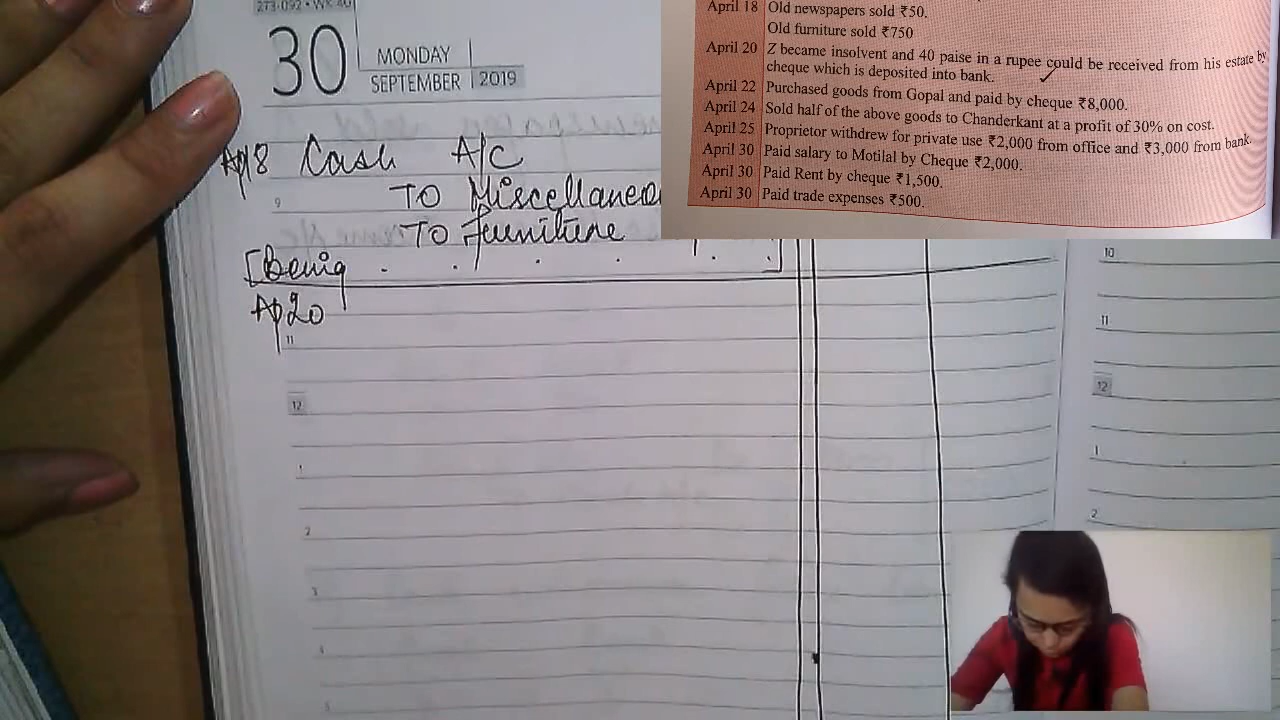 273-092 • WK 40
30
MONDAY
SEPTEMBER 2019
Ap18 Cash A/C
9 TO Miscellaneo
TO Furniture
[Benig . . . . . .]
Ap20
11
12
1
2
3
4
5
April 18 Old newspapers sold ₹50.
Old furniture sold ₹750
April 20 Z became insolvent and 40 paise in a rupee could be received from his estate by
cheque which is deposited into bank.
April 22 Purchased goods from Gopal and paid by cheque ₹8,000.
April 24 Sold half of the above goods to Chanderkant at a profit of 30% on cost.
April 25 Proprietor withdrew for private use ₹2,000 from office and ₹3,000 from bank.
April 30 Paid salary to Motilal by Cheque ₹2,000.
April 30 Paid Rent by cheque ₹1,500.
April 30 Paid trade expenses ₹500.
10
11
12
1
2